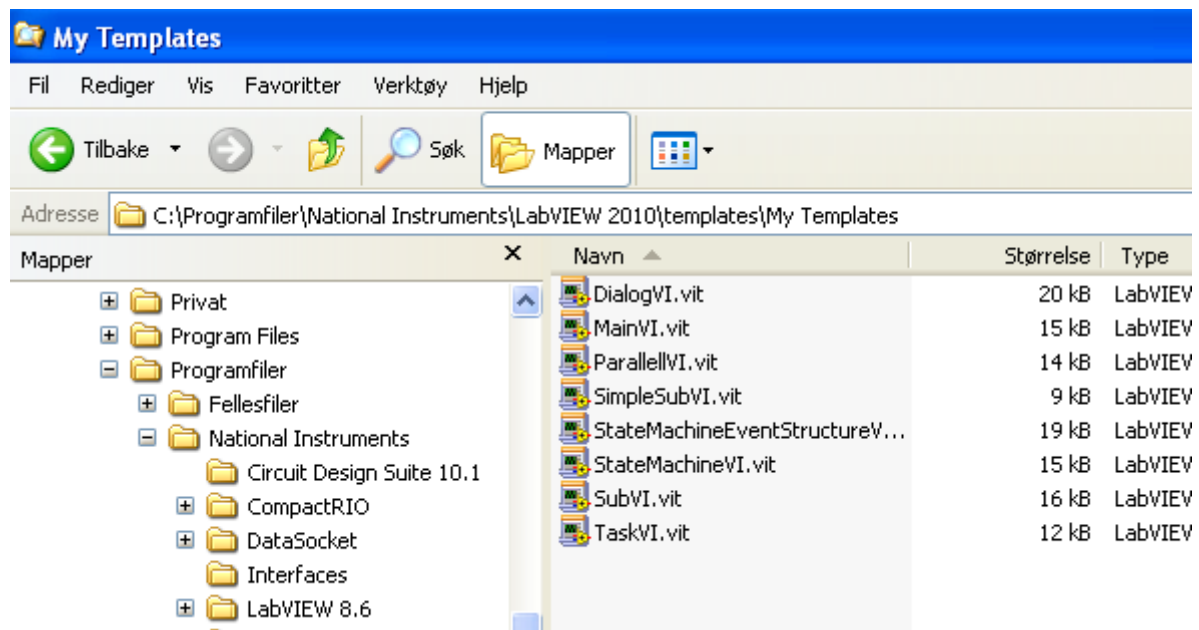 My Templates
Fil Rediger Vis Favoritter Verktøy Hjelp
Tilbake Søk Mapper
Adresse C:\Programfiler\National Instruments\LabVIEW 2010\templates\My Templates
Mapper
Privat
Program Files
Programfiler
Fellesfiler
National Instruments
Circuit Design Suite 10.1
CompactRIO
DataSocket
Interfaces
LabVIEW 8.6
Navn Størrelse Type
DialogVI.vit 20 kB LabVIEW
MainVI.vit 15 kB LabVIEW
ParallellVI.vit 14 kB LabVIEW
SimpleSubVI.vit 9 kB LabVIEW
StateMachineEventStructureV... 19 kB LabVIEW
StateMachineVI.vit 15 kB LabVIEW
SubVI.vit 16 kB LabVIEW
TaskVI.vit 12 kB LabVIEW